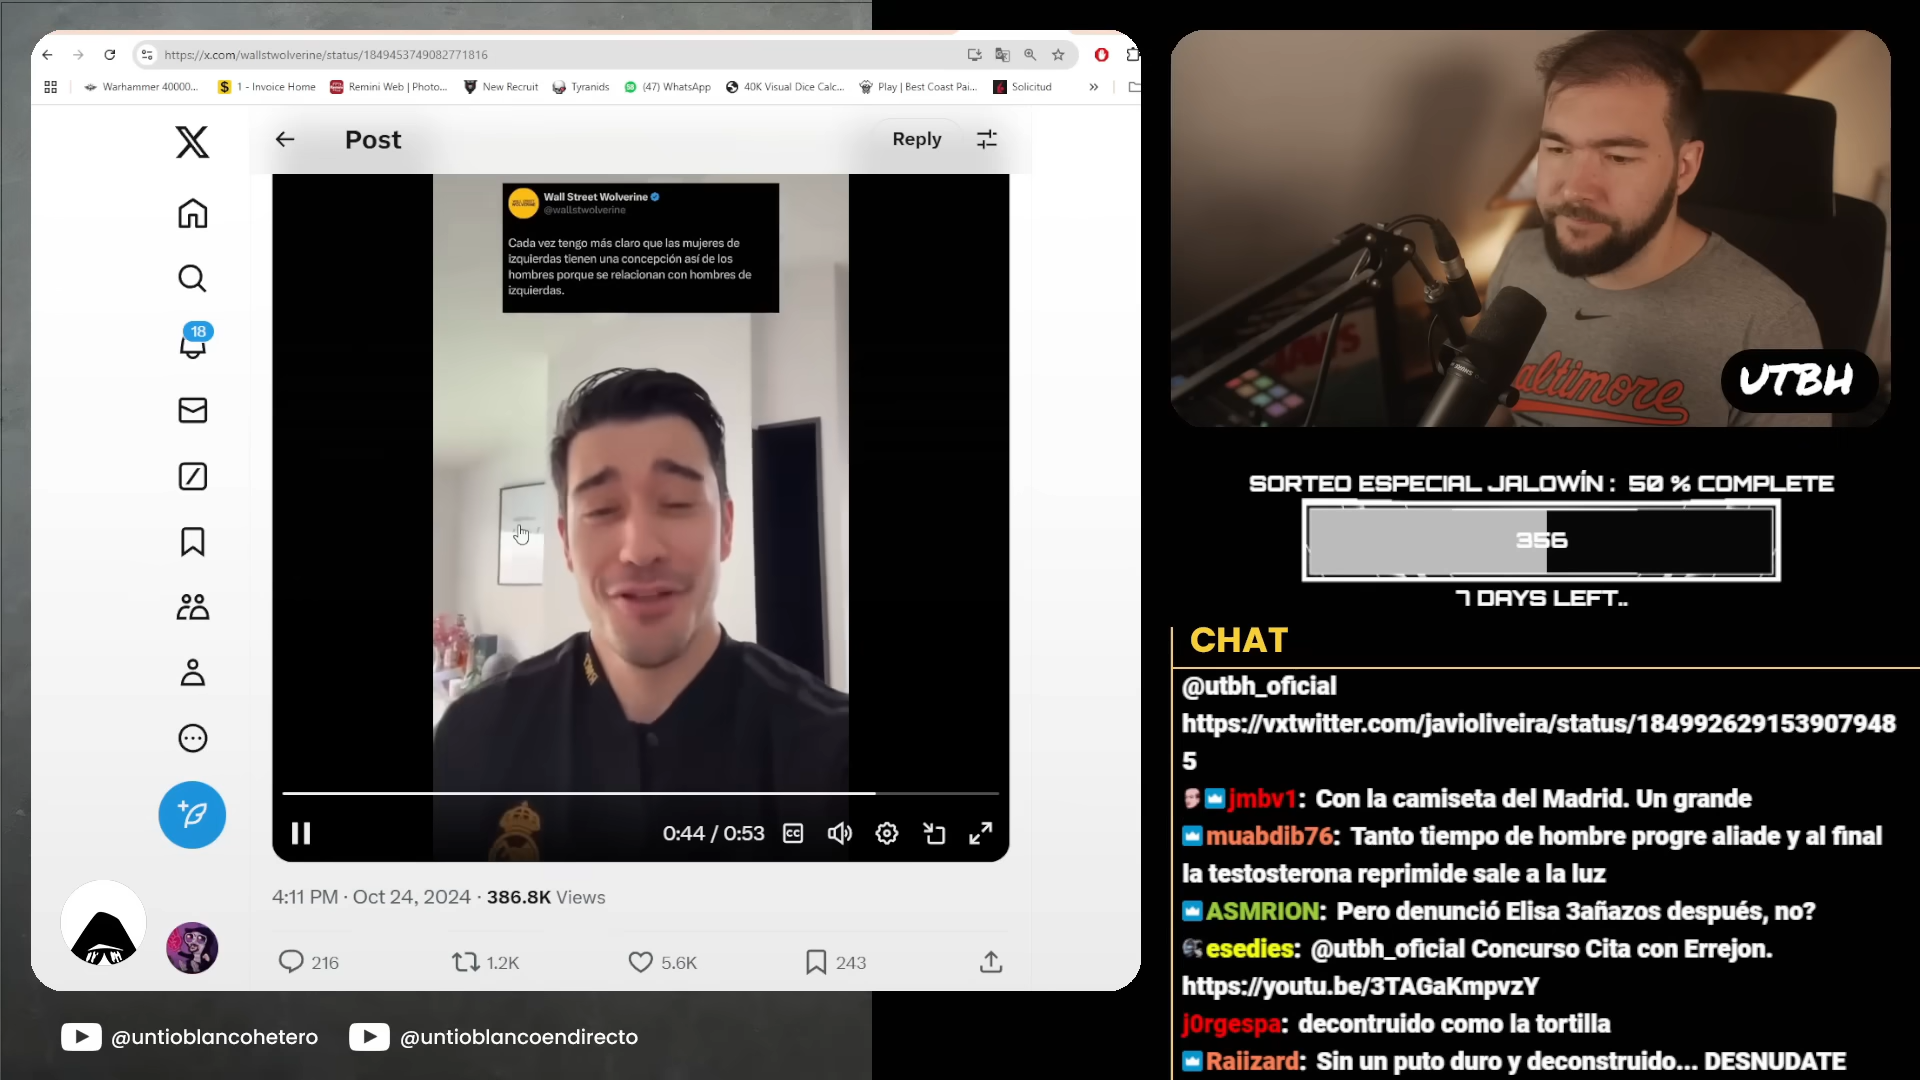 https://x.com/wallstwolverine/status/1849453749082771816
Warhammer 40000...
1 - Invoice Home
Remini Web | Photo...
New Recruit
Tyranids
(47) WhatsApp
40K Visual Dice Calc...
Play | Best Coast Pai...
Solicitud
Post
Reply
18
Wall Street Wolverine
@wallstwolverine
Cada vez tengo más claro que las mujeres de
izquierdas tienen una concepción así de los
hombres porque se relacionan con hombres de
izquierdas.
0:44 / 0:53
CC
4:11 PM · Oct 24, 2024 · 386.8K Views
216
1.2K
5.6K
243
@untioblancohetero
@untioblancoendirecto
altimore
UTBH
SORTEO ESPECIAL JALOWÍN : 50 % COMPLETE
356
7 DAYS LEFT..
CHAT
@utbh_oficial
https://vxtwitter.com/javioliveira/status/184992629153907948
5
jmbv1: Con la camiseta del Madrid. Un grande
muabdib76: Tanto tiempo de hombre progre aliade y al final
la testosterona reprimide sale a la luz
ASMRION: Pero denunció Elisa 3añazos después, no?
esedies: @utbh_oficial Concurso Cita con Errejon.
https://youtu.be/3TAGaKmpvzY
j0rgespa: decontruido como la tortilla
Raiizard: Sin un puto duro y deconstruido... DESNUDATE